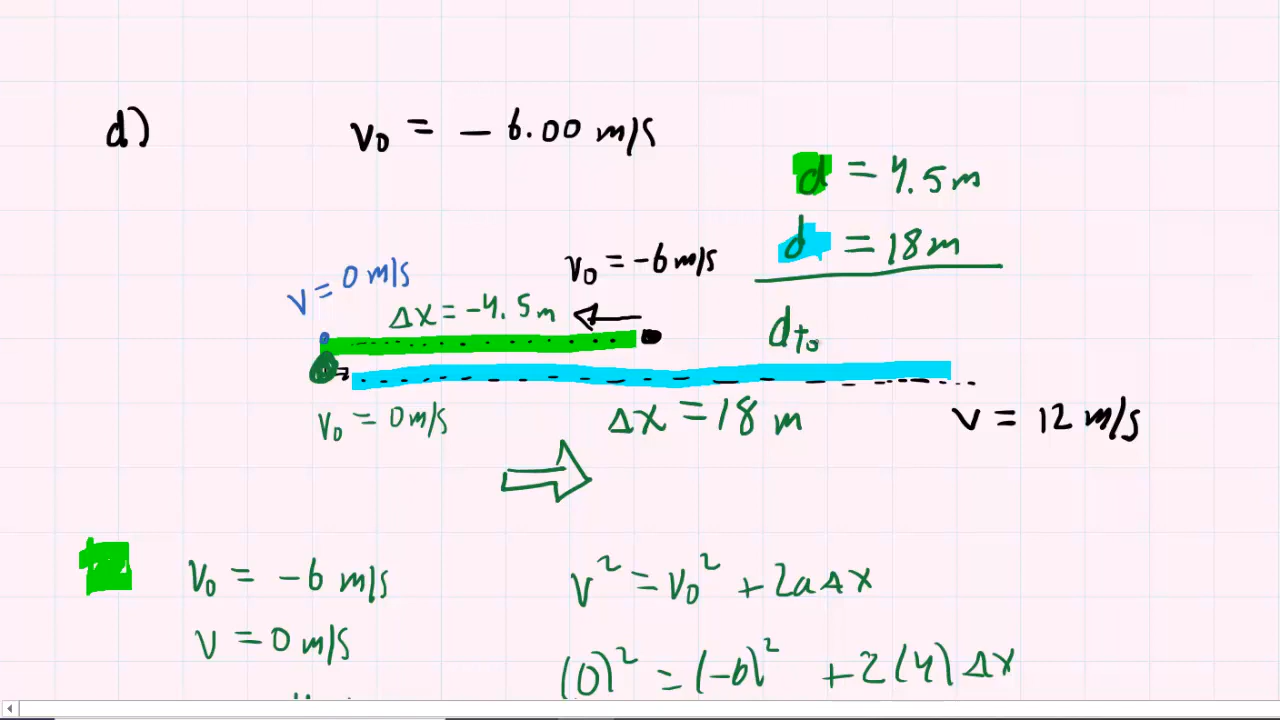 d)
v₀ = - 6.00 m/s
d = 4.5 m
d = 18 m
v₀ = -6 m/s
v = 0 m/s
Δx = -4.5 m
dto
v₀ = 0 m/s
Δx = 18 m
v = 12 m/s
v₀ = -6 m/s
v² = v₀² + 2aΔx
v = 0 m/s
(0)² = (-6)² + 2(4)Δx